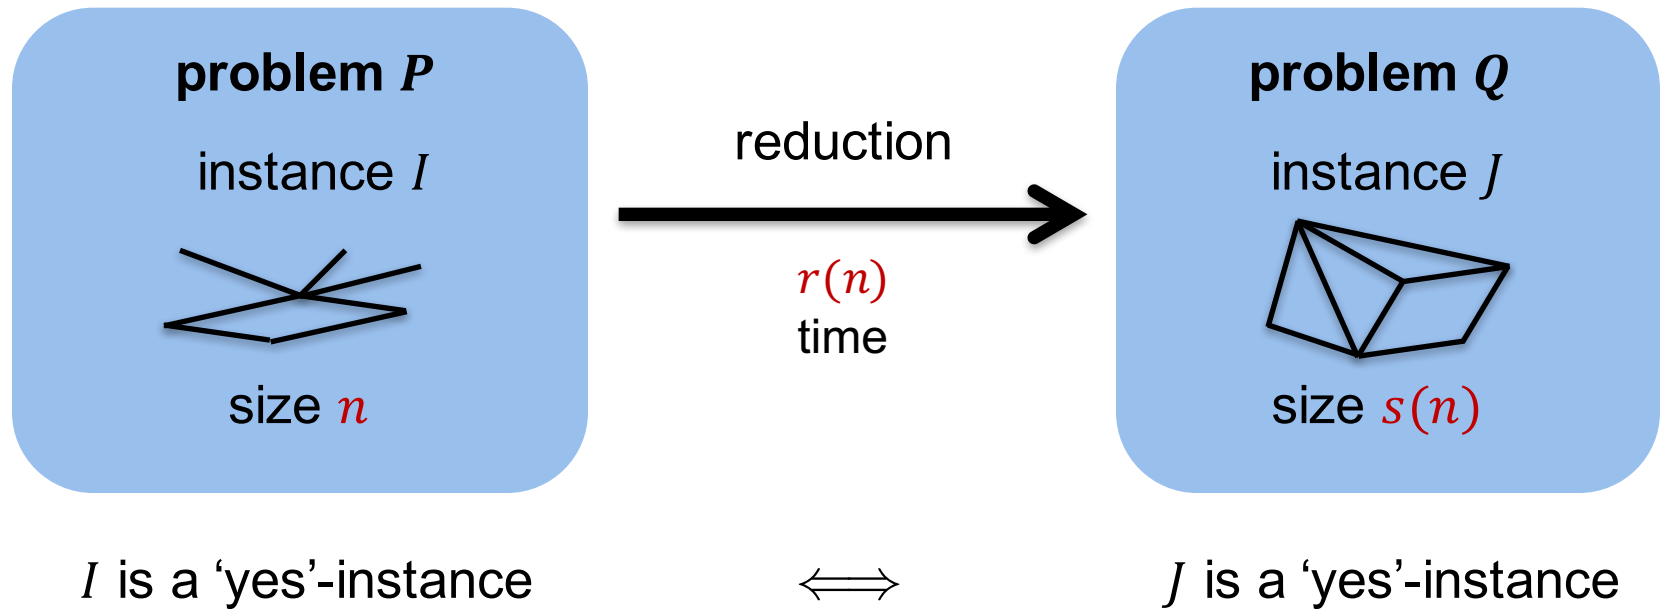 problem P
instance I
size n
reduction
r(n)
time
problem Q
instance J
size s(n)
I is a ‘yes’-instance ⟺ J is a ‘yes’-instance